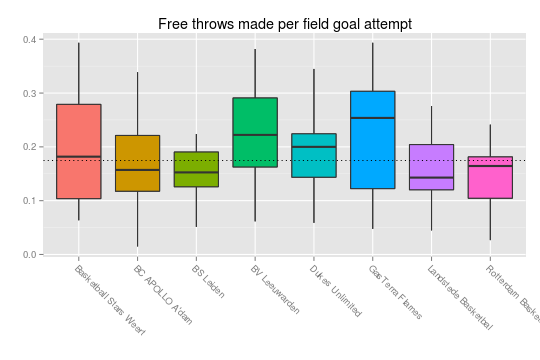 Free throws made per field goal attempt
0.4
0.3
0.2
0.1
0.0
Basketball Stars Weert
BC APOLLO A'dam
BS Leiden
BV Leeuwarden
Dukes Unlimited
GasTerra Flames
Landstede Basketbal
Rotterdam Baske